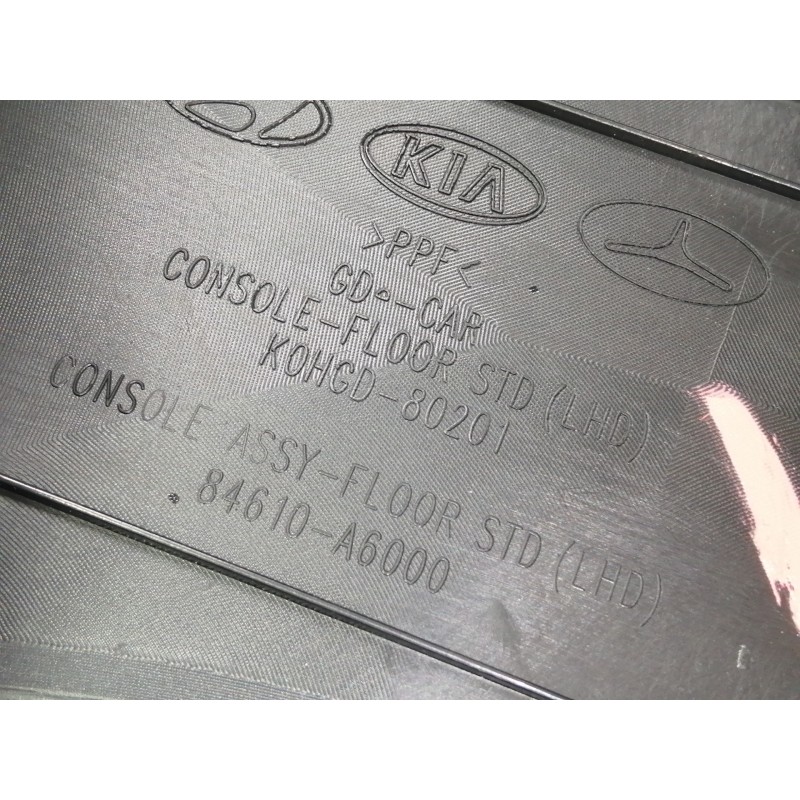 KIA
>PPF<
GD--CAR
CONSOLE-FLOOR STD (LHD)
K0HGD-80201
CONSOLE ASSY-FLOOR STD (LHD)
84610-A6000